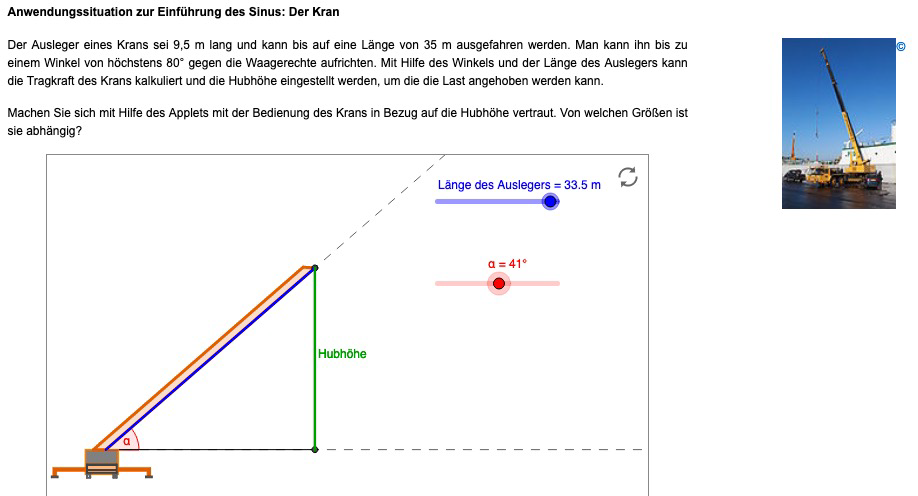 Anwendungssituation zur Einführung des Sinus: Der Kran
Der Ausleger eines Krans sei 9,5 m lang und kann bis auf eine Länge von 35 m ausgefahren werden. Man kann ihn bis zu
einem Winkel von höchstens 80° gegen die Waagerechte aufrichten. Mit Hilfe des Winkels und der Länge des Auslegers kann
die Tragkraft des Krans kalkuliert und die Hubhöhe eingestellt werden, um die die Last angehoben werden kann.
Machen Sie sich mit Hilfe des Applets mit der Bedienung des Krans in Bezug auf die Hubhöhe vertraut. Von welchen Größen ist
sie abhängig?
©
Länge des Auslegers = 33.5 m
α = 41°
Hubhöhe
α